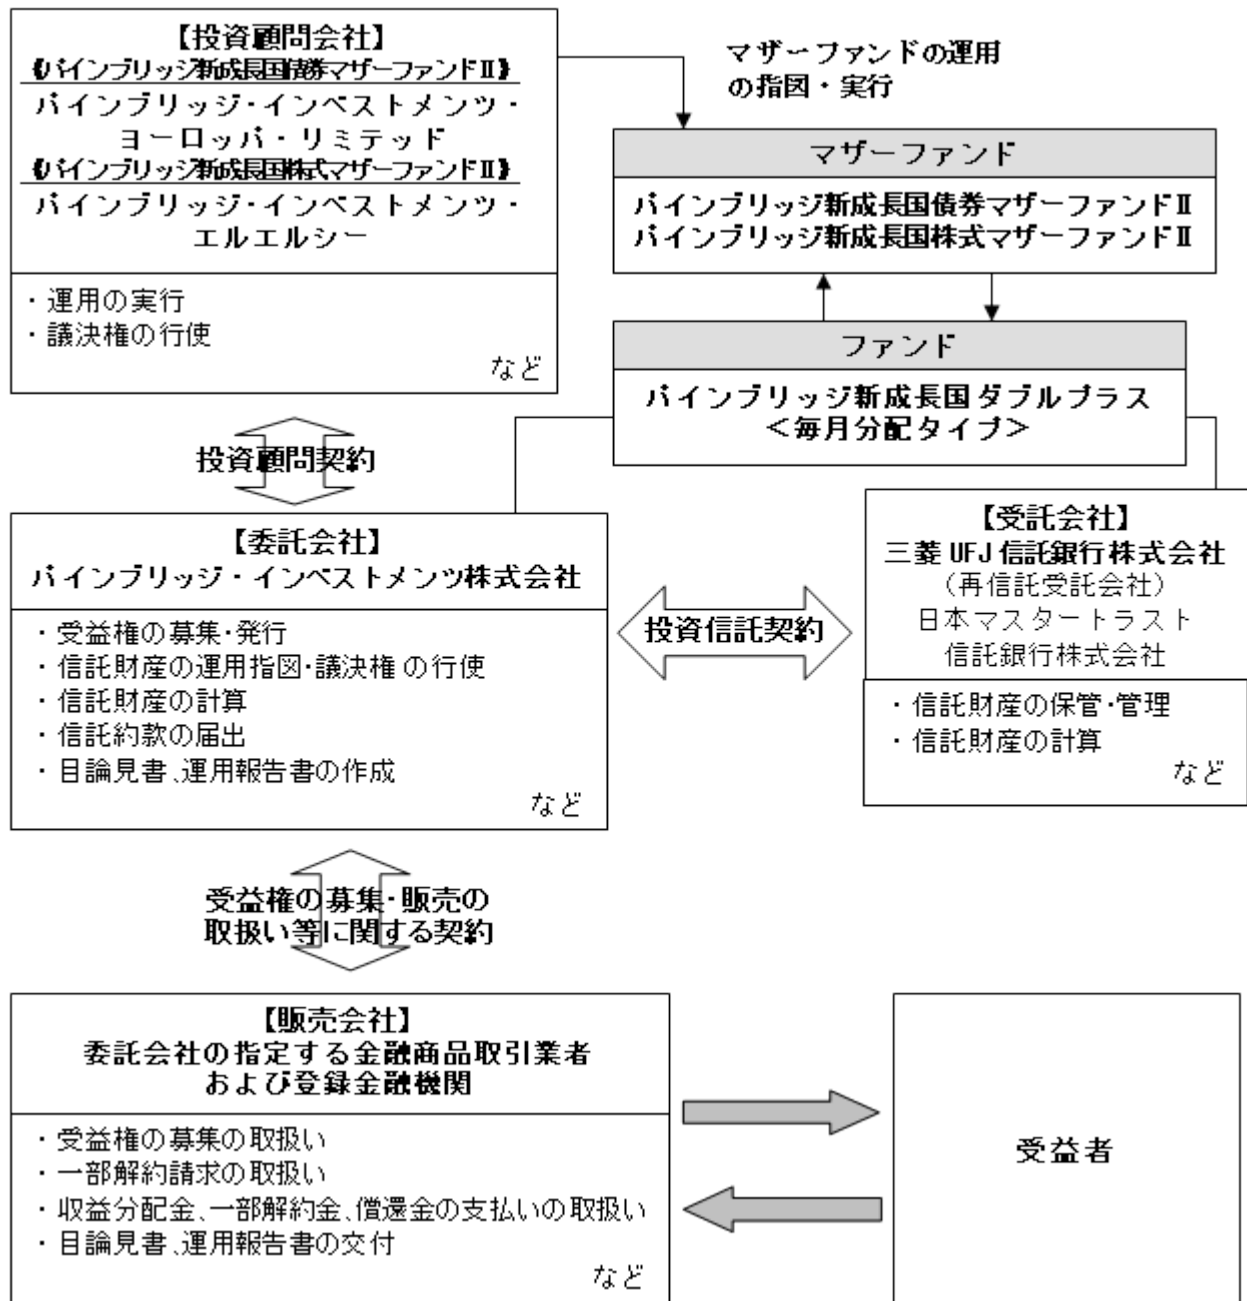 【投資顧問会社】
《パインブリッジ新成長国債券マザーファンドⅡ》
パインブリッジ・インベストメンツ・
ヨーロッパ・リミテッド
《パインブリッジ新成長国株式マザーファンドⅡ》
パインブリッジ・インベストメンツ・
エルエルシー
・運用の実行
・議決権の行使
など
マザーファンドの運用
の指図・実行
マザーファンド
パインブリッジ新成長国債券マザーファンドⅡ
パインブリッジ新成長国株式マザーファンドⅡ
ファンド
パインブリッジ新成長国ダブルプラス
＜毎月分配タイプ＞
投資顧問契約
【委託会社】
パインブリッジ・インベストメンツ株式会社
・受益権の募集・発行
・信託財産の運用指図・議決権の行使
・信託財産の計算
・信託約款の届出
・目論見書、運用報告書の作成
など
投資信託契約
【受託会社】
三菱UFJ信託銀行株式会社
（再信託受託会社）
日本マスタートラスト
信託銀行株式会社
・信託財産の保管・管理
・信託財産の計算
など
受益権の募集・販売の
取扱い等に関する契約
【販売会社】
委託会社の指定する金融商品取引業者
および登録金融機関
・受益権の募集の取扱い
・一部解約請求の取扱い
・収益分配金、一部解約金、償還金の支払いの取扱い
・目論見書、運用報告書の交付
など
受益者